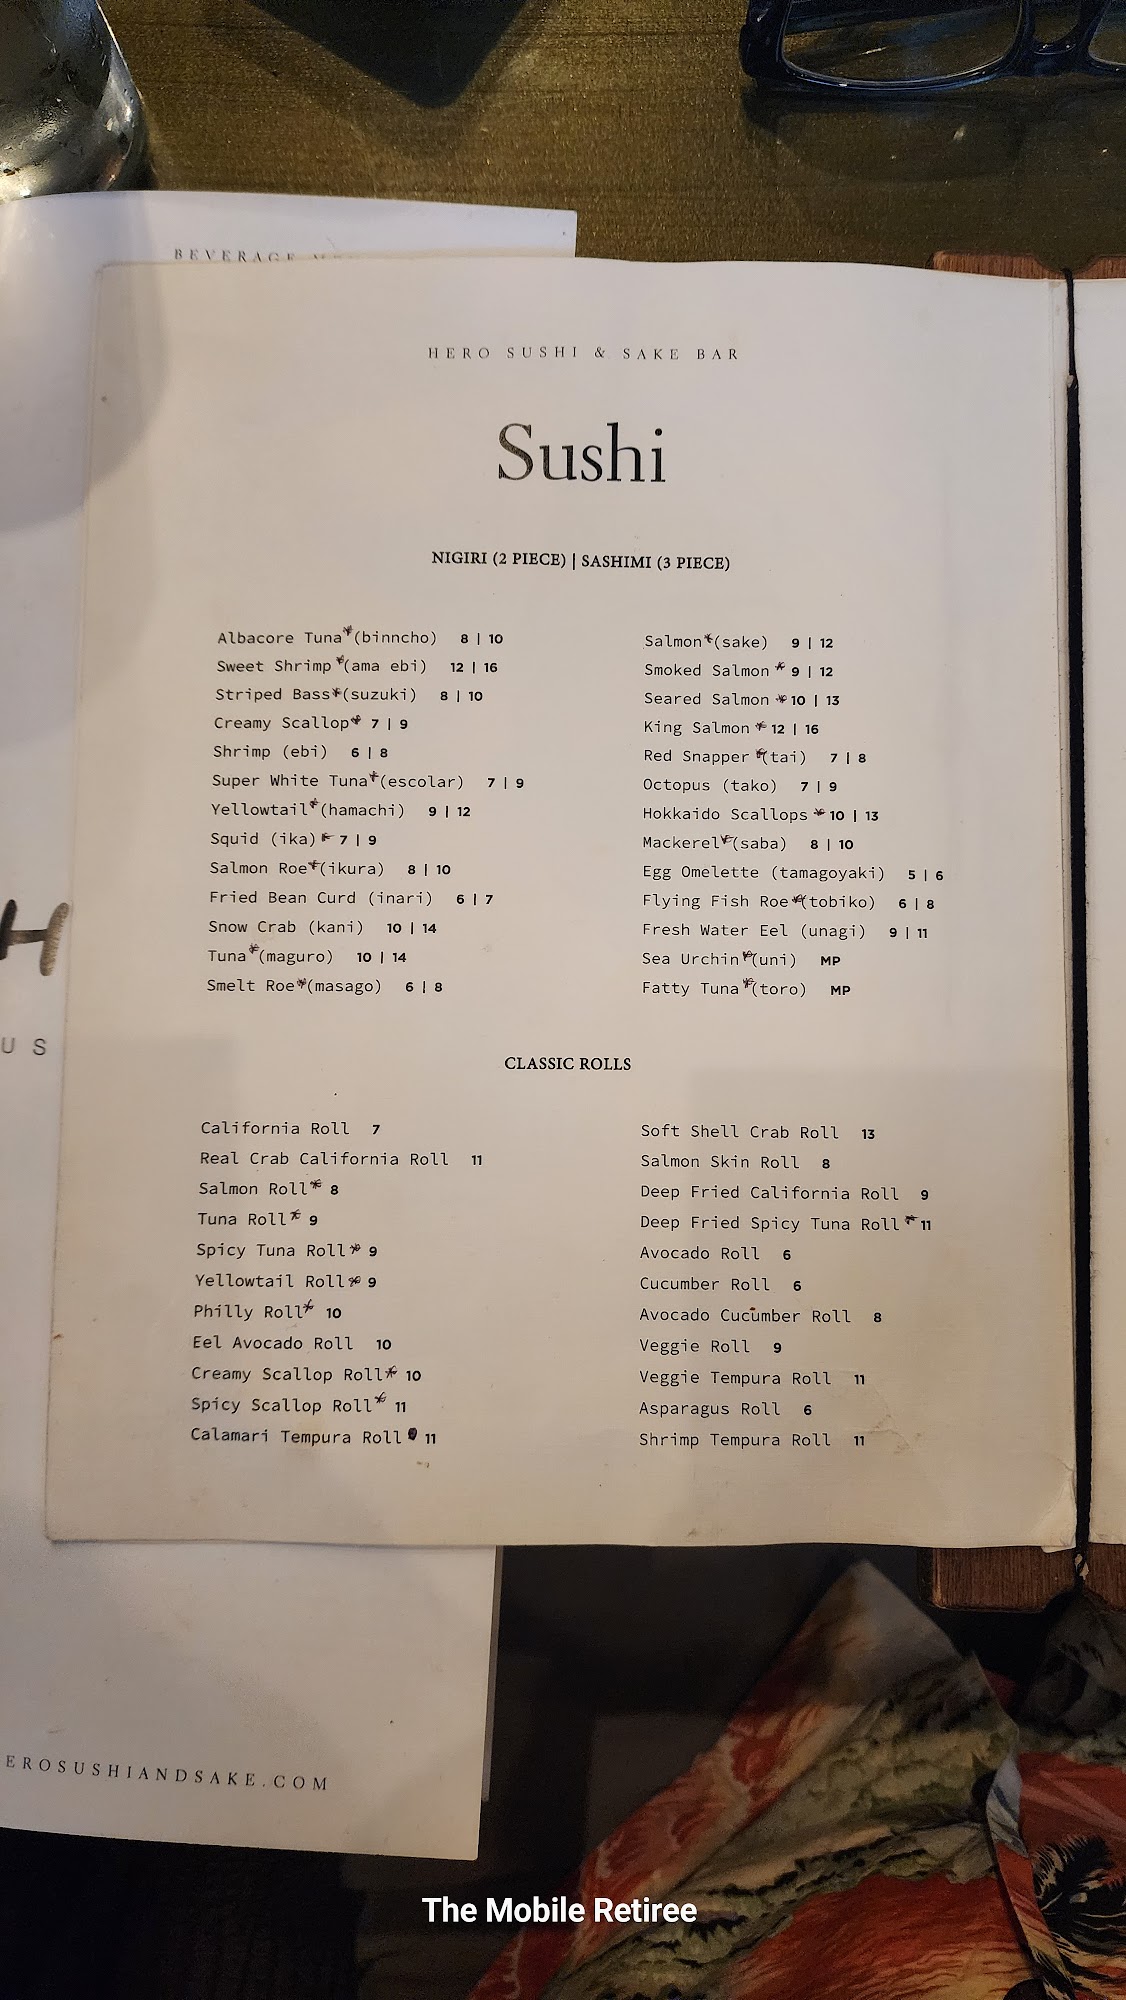 BEVERAGE
HERO SUSHI & SAKE BAR
Sushi
NIGIRI (2 PIECE) | SASHIMI (3 PIECE)
Albacore Tuna*(binncho) 8 | 10
Sweet Shrimp*(ama ebi) 12 | 16
Striped Bass*(suzuki) 8 | 10
Creamy Scallop* 7 | 9
Shrimp (ebi) 6 | 8
Super White Tuna*(escolar) 7 | 9
Yellowtail*(hamachi) 9 | 12
Squid (ika)* 7 | 9
Salmon Roe*(ikura) 8 | 10
Fried Bean Curd (inari) 6 | 7
Snow Crab (kani) 10 | 14
Tuna*(maguro) 10 | 14
Smelt Roe*(masago) 6 | 8
Salmon*(sake) 9 | 12
Smoked Salmon* 9 | 12
Seared Salmon* 10 | 13
King Salmon* 12 | 16
Red Snapper*(tai) 7 | 8
Octopus (tako) 7 | 9
Hokkaido Scallops* 10 | 13
Mackerel*(saba) 8 | 10
Egg Omelette (tamagoyaki) 5 | 6
Flying Fish Roe*(tobiko) 6 | 8
Fresh Water Eel (unagi) 9 | 11
Sea Urchin*(uni) MP
Fatty Tuna*(toro) MP
CLASSIC ROLLS
California Roll 7
Real Crab California Roll 11
Salmon Roll* 8
Tuna Roll* 9
Spicy Tuna Roll* 9
Yellowtail Roll* 9
Philly Roll* 10
Eel Avocado Roll 10
Creamy Scallop Roll* 10
Spicy Scallop Roll* 11
Calamari Tempura Roll 11
Soft Shell Crab Roll 13
Salmon Skin Roll 8
Deep Fried California Roll 9
Deep Fried Spicy Tuna Roll* 11
Avocado Roll 6
Cucumber Roll 6
Avocado Cucumber Roll 8
Veggie Roll 9
Veggie Tempura Roll 11
Asparagus Roll 6
Shrimp Tempura Roll 11
H
US
EROSUSHIANDSAKE.COM
The Mobile Retiree